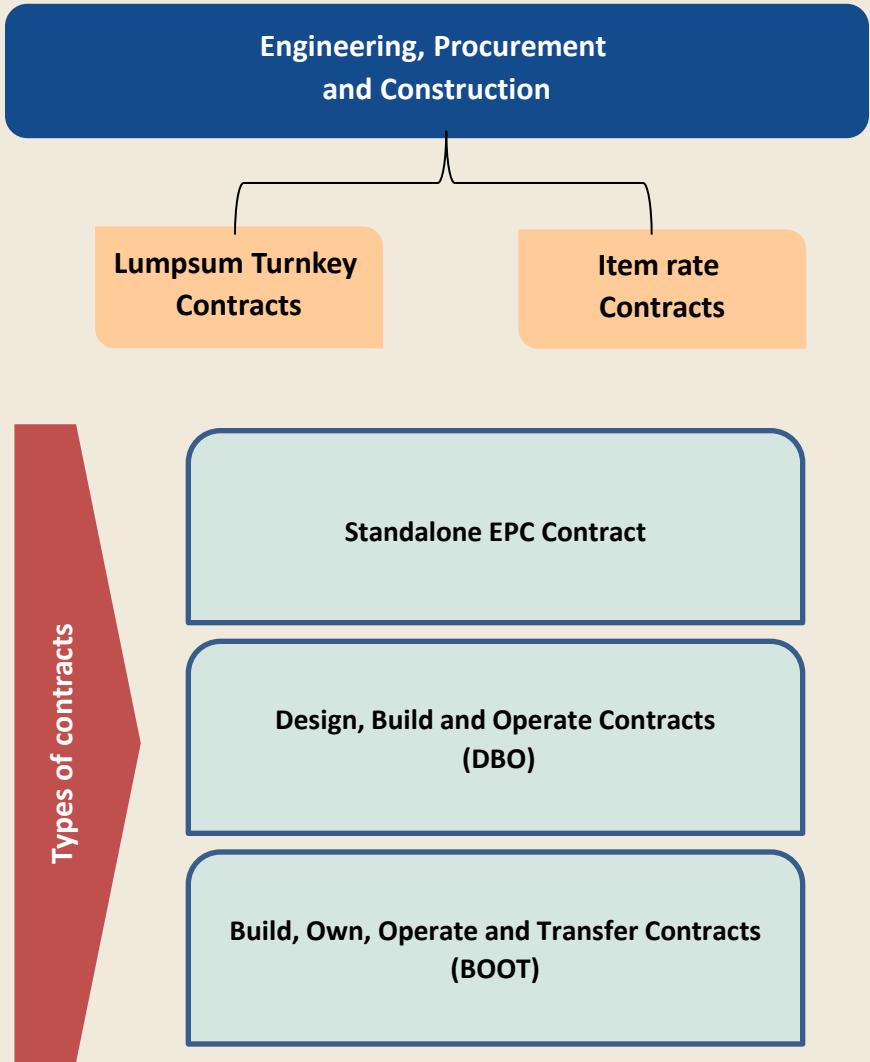 Engineering, Procurement
and Construction
Lumpsum Turnkey
Contracts
Item rate
Contracts
Types of contracts
Standalone EPC Contract
Design, Build and Operate Contracts
(DBO)
Build, Own, Operate and Transfer Contracts
(BOOT)